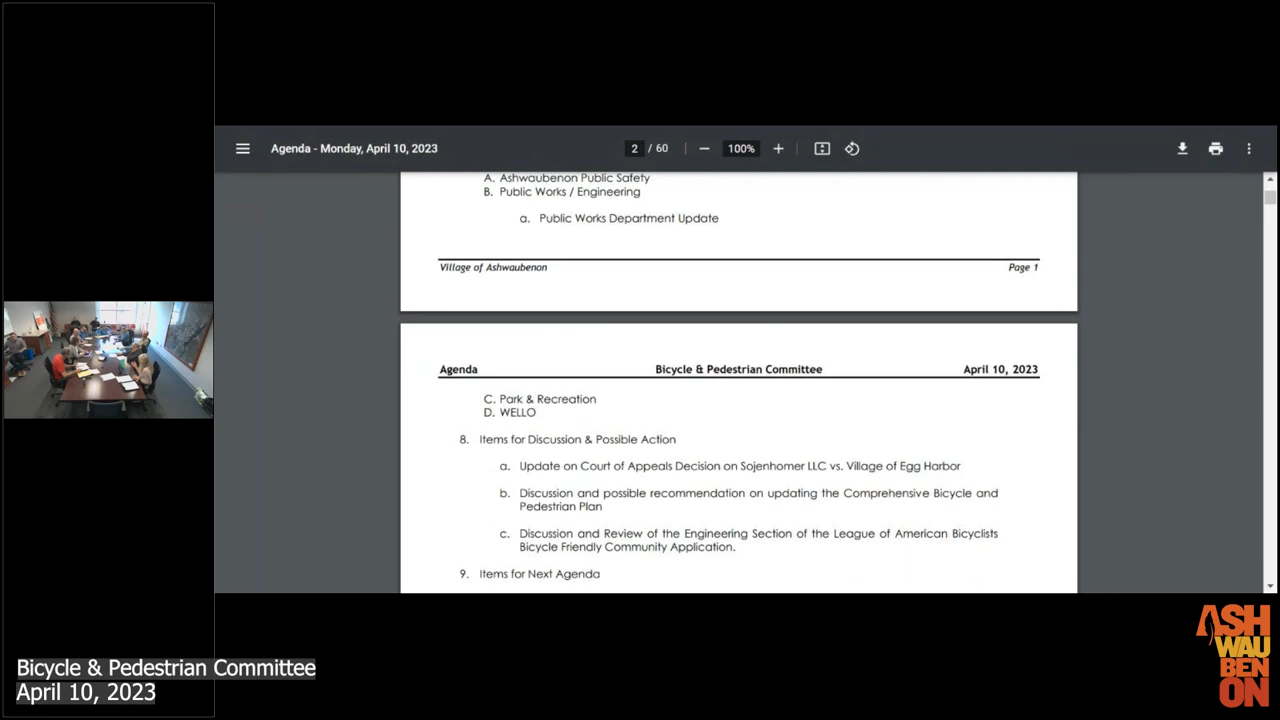 Agenda - Monday, April 10, 2023
2 / 60
100%
A. Ashwaubenon Public Safety
B. Public Works / Engineering
a. Public Works Department Update
Village of Ashwaubenon Page 1
Agenda Bicycle & Pedestrian Committee April 10, 2023
C. Park & Recreation
D. WELLO
8. Items for Discussion & Possible Action
a. Update on Court of Appeals Decision on Sojenhomer LLC vs. Village of Egg Harbor
b. Discussion and possible recommendation on updating the Comprehensive Bicycle and
Pedestrian Plan
c. Discussion and Review of the Engineering Section of the League of American Bicyclists
Bicycle Friendly Community Application.
9. Items for Next Agenda
Bicycle & Pedestrian Committee
April 10, 2023
ASH
WAU
BEN
ON